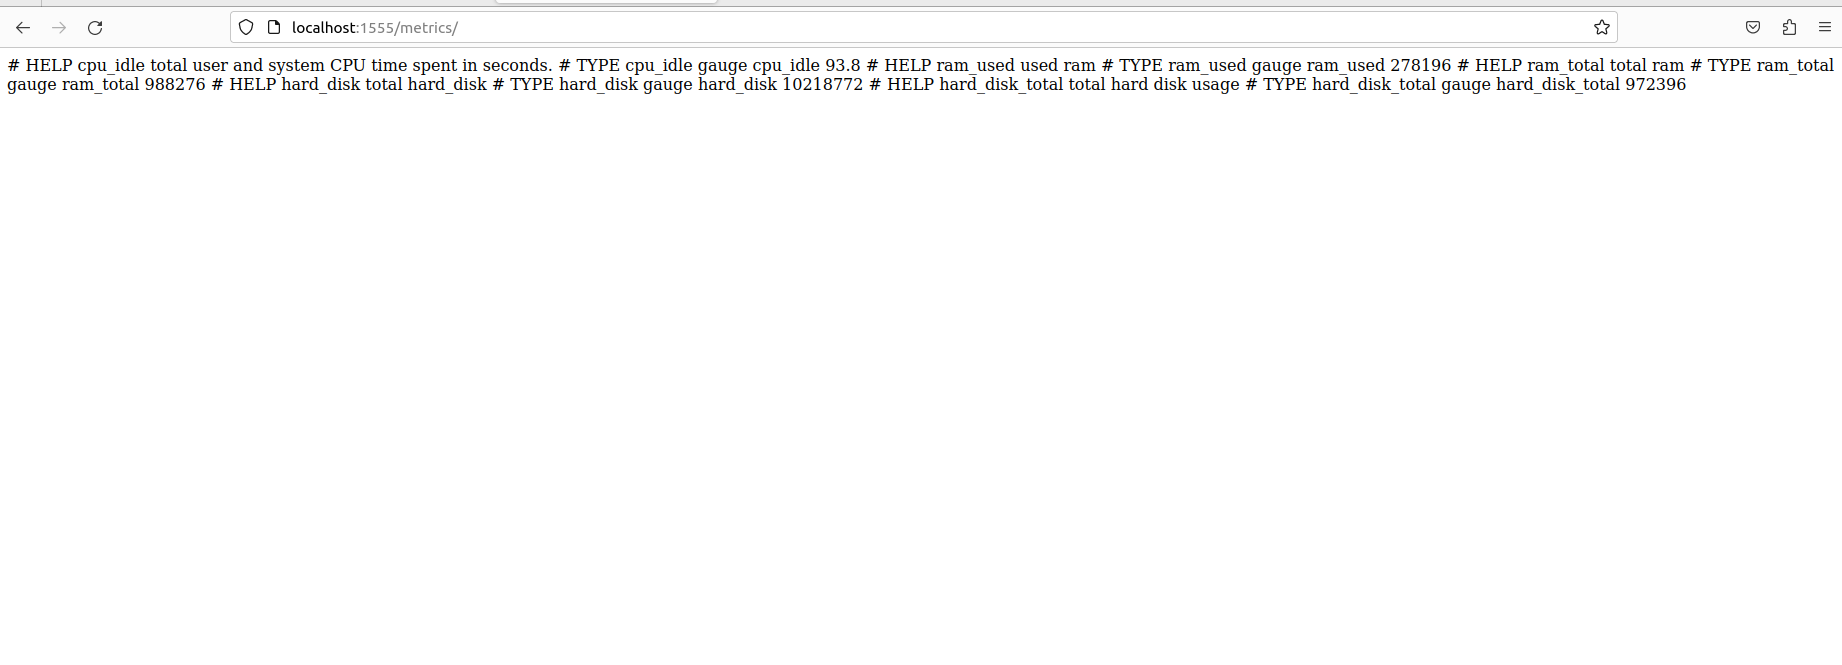 localhost:1555/metrics/
# HELP cpu_idle total user and system CPU time spent in seconds. # TYPE cpu_idle gauge cpu_idle 93.8 # HELP ram_used used ram # TYPE ram_used gauge ram_used 278196 # HELP ram_total total ram # TYPE ram_total
gauge ram_total 988276 # HELP hard_disk total hard_disk # TYPE hard_disk gauge hard_disk 10218772 # HELP hard_disk_total total hard disk usage # TYPE hard_disk_total gauge hard_disk_total 972396